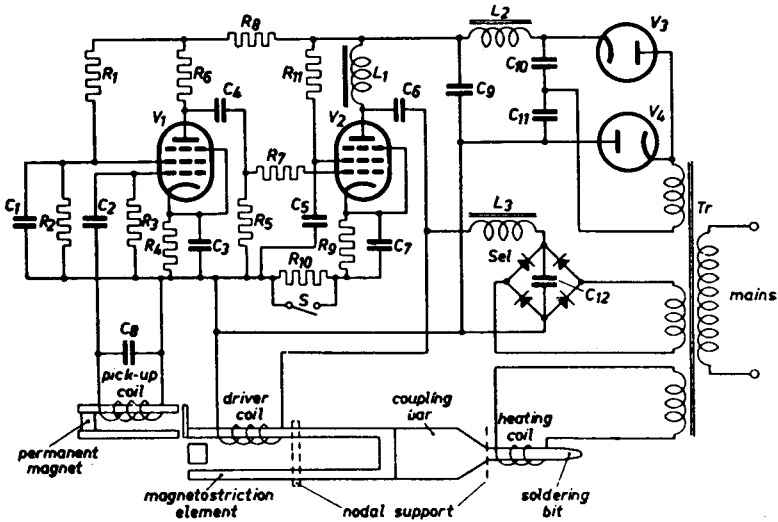 R8
L2
V3
R1
R6
C4
R11
L1
C6
C10
V1
V2
C9
C11
V4
R7
C1
R2
C2
R3
R4
C3
R5
C5
R9
C7
L3
Tr
R10
S
Sel
C12
mains
C8
pick-up
coil
driver
coil
coupling
bar
heating
coil
permanent
magnet
magnetostriction
element
nodal support
soldering
bit